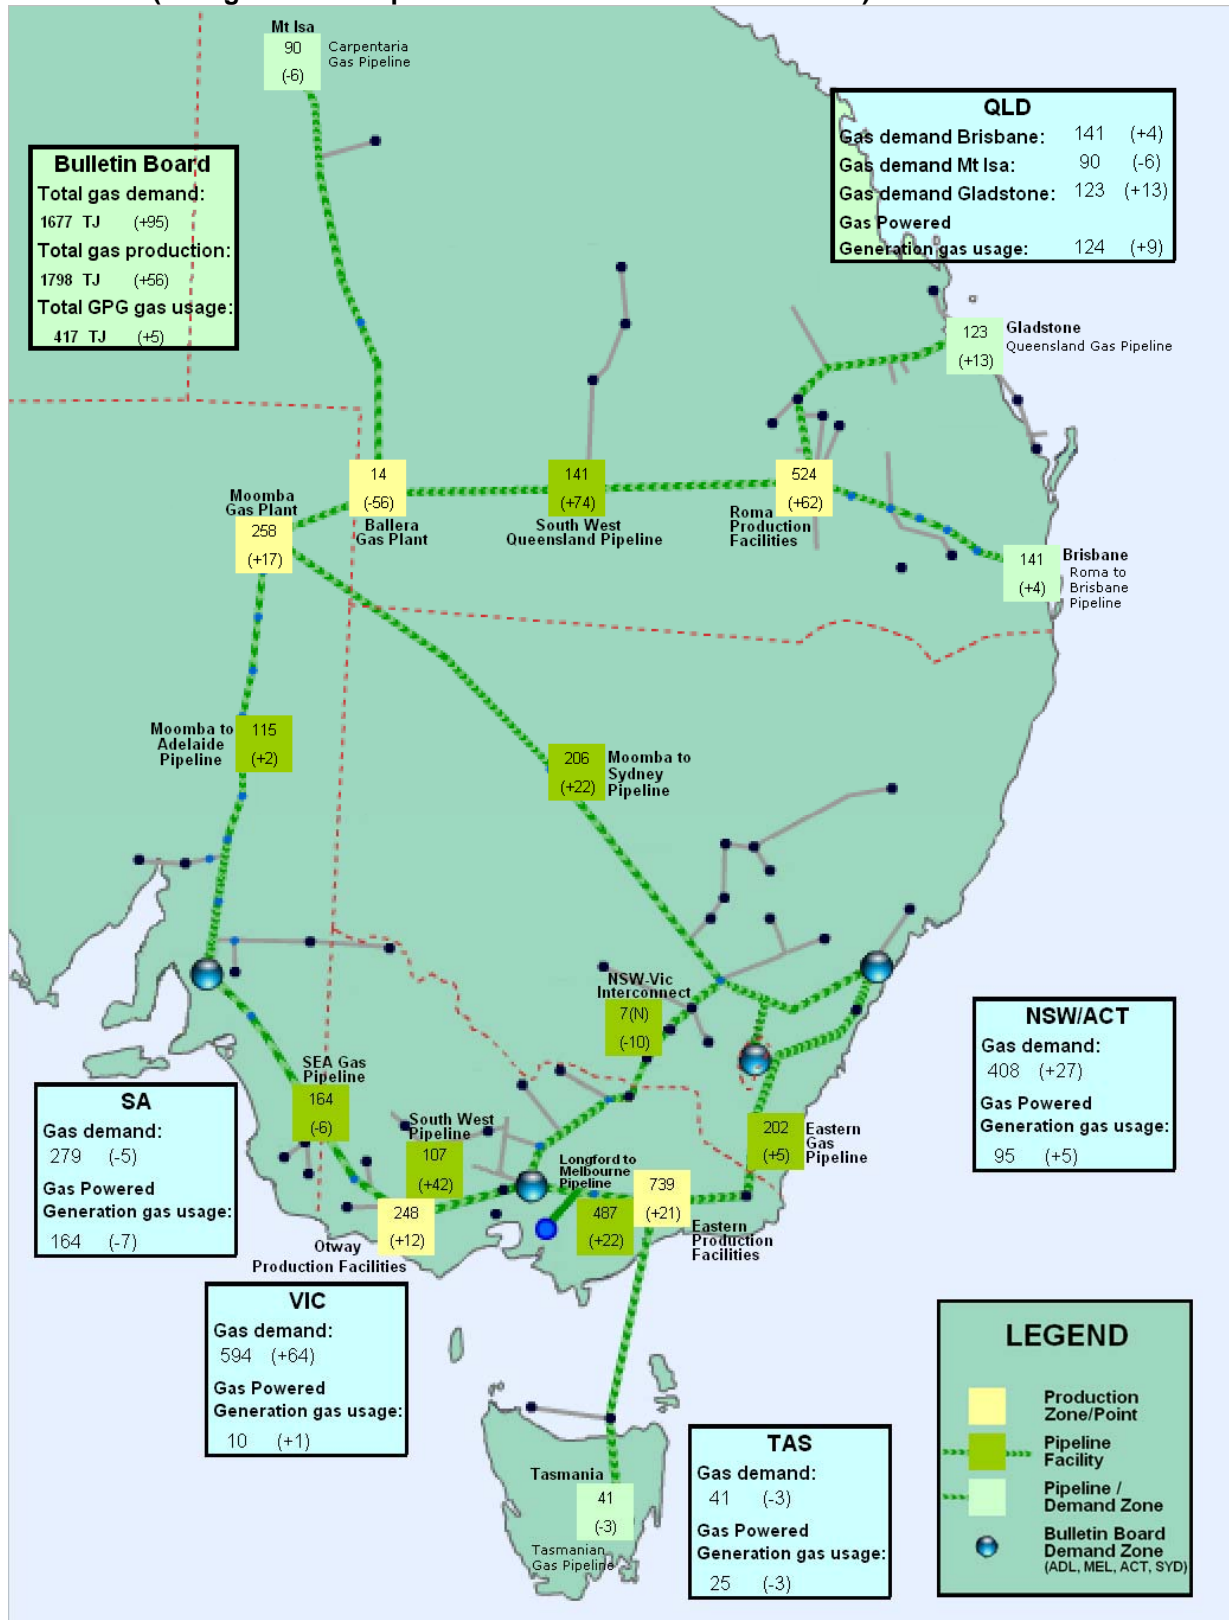 Mt Isa
90
(-6)
Carpentaria
Gas Pipeline
QLD
Gas demand Brisbane: 141 (+4)
Gas demand Mt Isa: 90 (-6)
Gas demand Gladstone: 123 (+13)
Gas Powered
Generation gas usage: 124 (+9)
Bulletin Board
Total gas demand:
1677 TJ (+95)
Total gas production:
1798 TJ (+56)
Total GPG gas usage:
417 TJ (+5)
123
(+13)
Gladstone
Queensland Gas Pipeline
14
(-56)
Ballera
Gas Plant
141
(+74)
South West
Queensland Pipeline
524
(+62)
Roma
Production
Facilities
Moomba
Gas Plant
258
(+17)
141
(+4)
Brisbane
Roma to
Brisbane
Pipeline
Moomba to
Adelaide
Pipeline
115
(+2)
206
(+22)
Moomba to
Sydney
Pipeline
NSW-Vic
Interconnect
7(N)
(-10)
NSW/ACT
Gas demand:
408 (+27)
Gas Powered
Generation gas usage:
95 (+5)
SEA Gas
Pipeline
164
(-6)
SA
Gas demand:
279 (-5)
Gas Powered
Generation gas usage:
164 (-7)
South West
Pipeline
107
(+42)
202
(+5)
Eastern
Gas
Pipeline
Longford to
Melbourne
Pipeline
487
(+22)
739
(+21)
Eastern
Production
Facilities
248
(+12)
Otway
Production Facilities
VIC
Gas demand:
594 (+64)
Gas Powered
Generation gas usage:
10 (+1)
Tasmania
41
(-3)
Tasmanian
Gas Pipeline
TAS
Gas demand:
41 (-3)
Gas Powered
Generation gas usage:
25 (-3)
LEGEND
Production
Zone/Point
Pipeline
Facility
Pipeline /
Demand Zone
Bulletin Board
Demand Zone
(ADL, MEL, ACT, SYD)